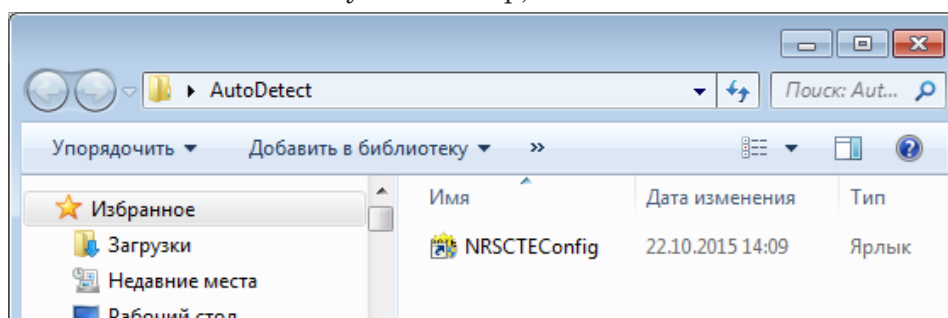 AutoDetect
Поиск: Aut...
Упорядочить
Добавить в библиотеку
»
Избранное
Загрузки
Недавние места
Рабочий стол
Имя
Дата изменения
Тип
NRSCTEConfig
22.10.2015 14:09
Ярлык